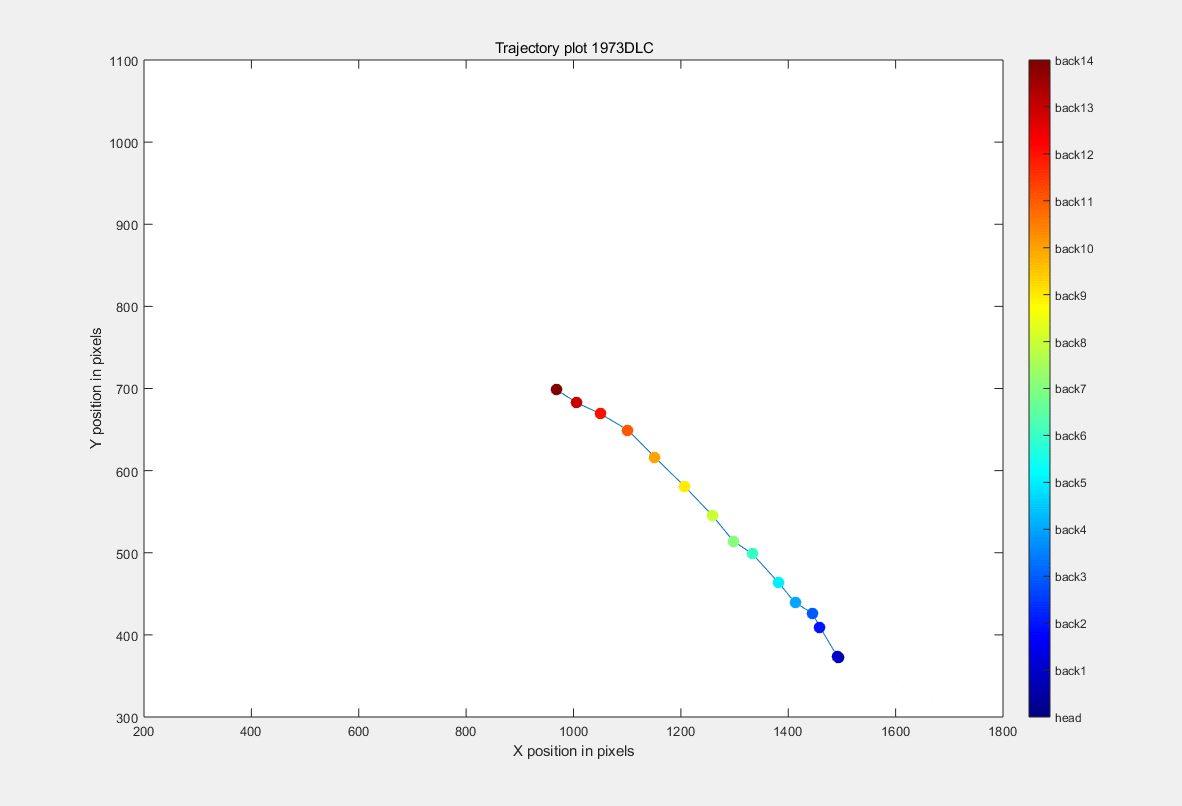 Trajectory plot 1973DLC
1100
1000
900
800
700
600
500
400
300
Y position in pixels
200
400
600
800
1000
1200
1400
1600
1800
X position in pixels
back14
back13
back12
back11
back10
back9
back8
back7
back6
back5
back4
back3
back2
back1
head